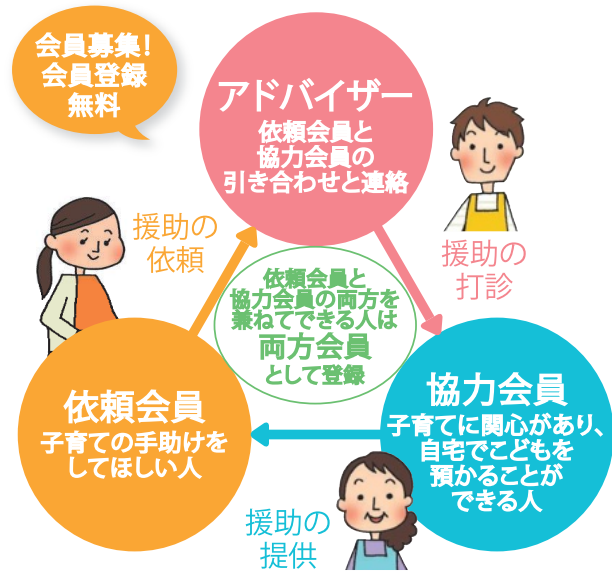 会員募集!
会員登録
無料
アドバイザー
依頼会員と
協力会員の
引き合わせと連絡
援助の
依頼
援助の
打診
依頼会員と
協力会員の両方を
兼ねてできる人は
両方会員
として登録
依頼会員
子育ての手助けを
してほしい人
協力会員
子育てに関心があり、
自宅でこどもを
預かることが
できる人
援助の
提供